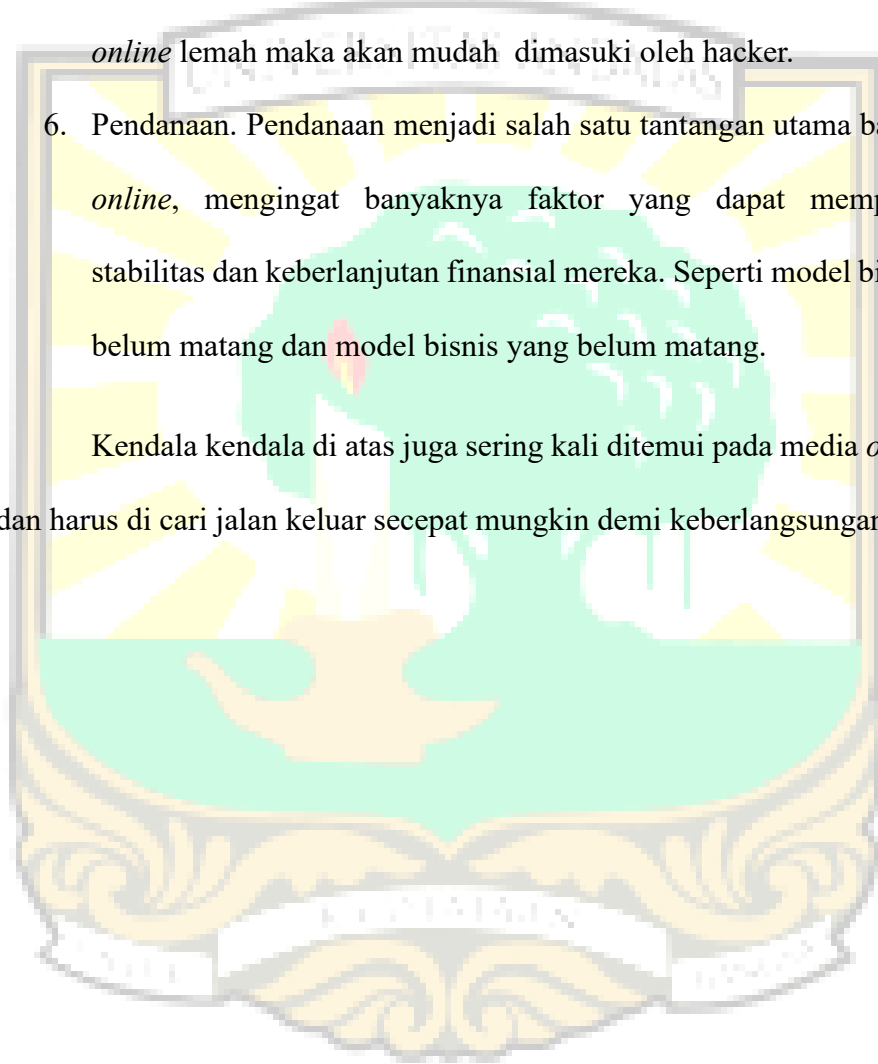 online lemah maka akan mudah dimasuki oleh hacker.
6. Pendanaan. Pendanaan menjadi salah satu tantangan utama
online, mengingat banyaknya faktor yang dapat
stabilitas dan keberlanjutan finansial mereka. Seperti model
belum matang dan model bisnis yang belum matang.
Kendala kendala di atas juga sering kali ditemui pada media
dan harus di cari jalan keluar secepat mungkin demi keberlangsungan